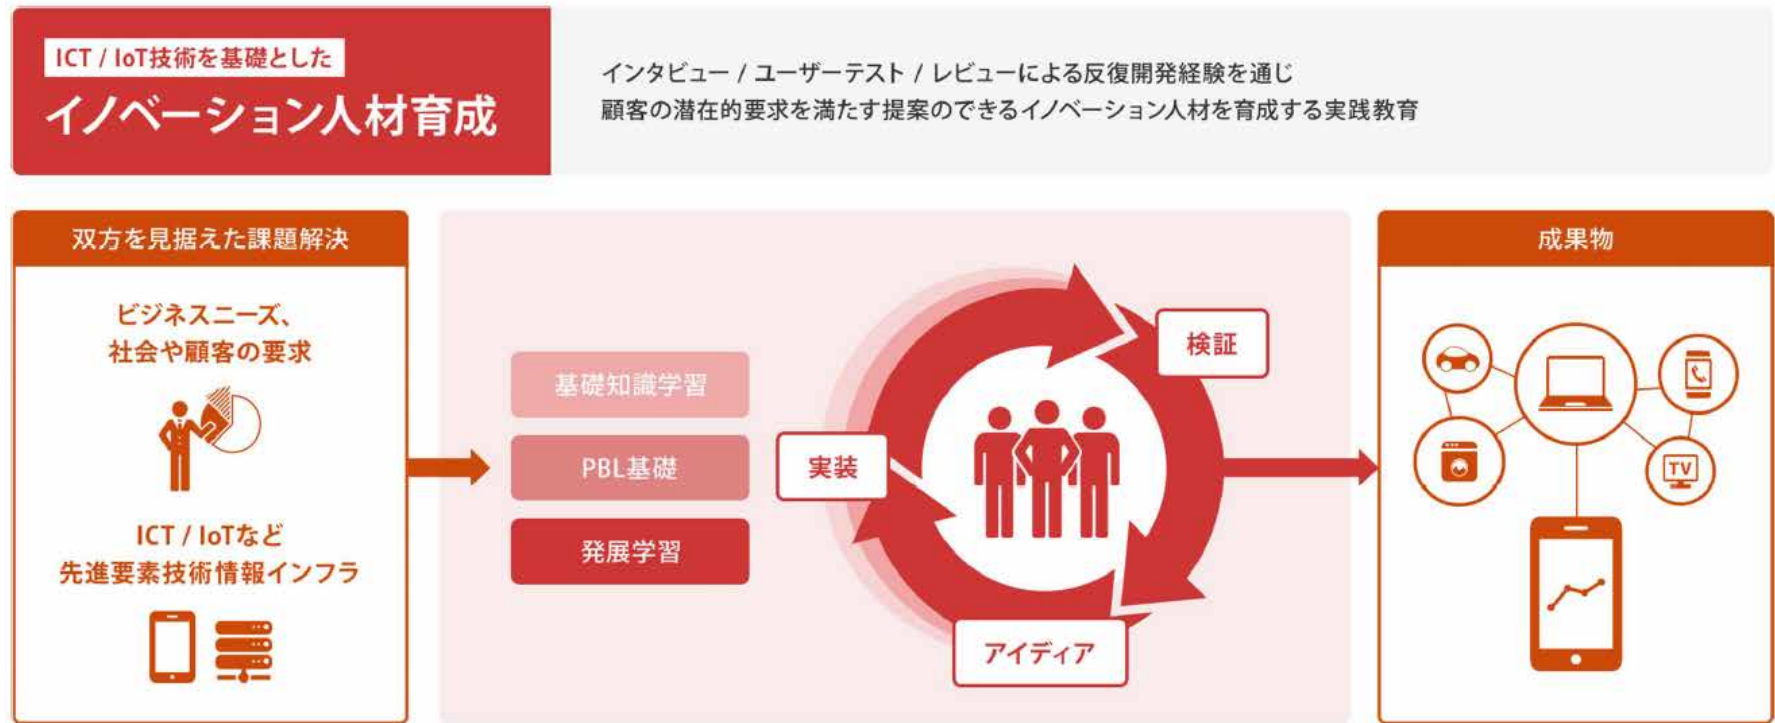 ICT / IoT技術を基礎とした
イノベーション人材育成
インタビュー / ユーザーテスト / レビューによる反復開発経験を通じ
顧客の潜在的要求を満たす提案のできるイノベーション人材を育成する実践教育
双方を見据えた課題解決
ビジネスニーズ、
社会や顧客の要求
ICT / IoTなど
先進要素技術情報インフラ
基礎知識学習
PBL基礎
発展学習
検証
実装
アイディア
成果物
TV